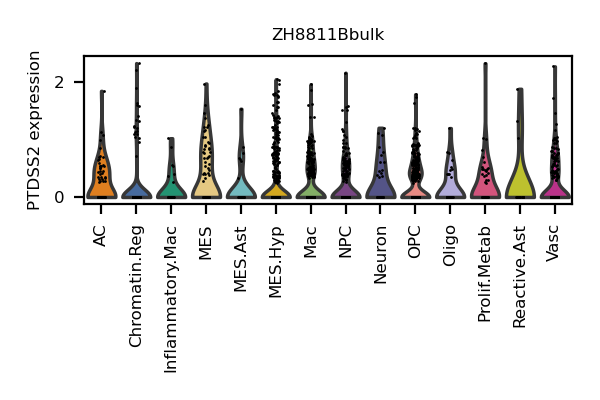 ZH8811Bbulk
PTDSS2 expression
2
0
AC
Chromatin.Reg
Inflammatory.Mac
MES
MES.Ast
MES.Hyp
Mac
NPC
Neuron
OPC
Oligo
Prolif.Metab
Reactive.Ast
Vasc